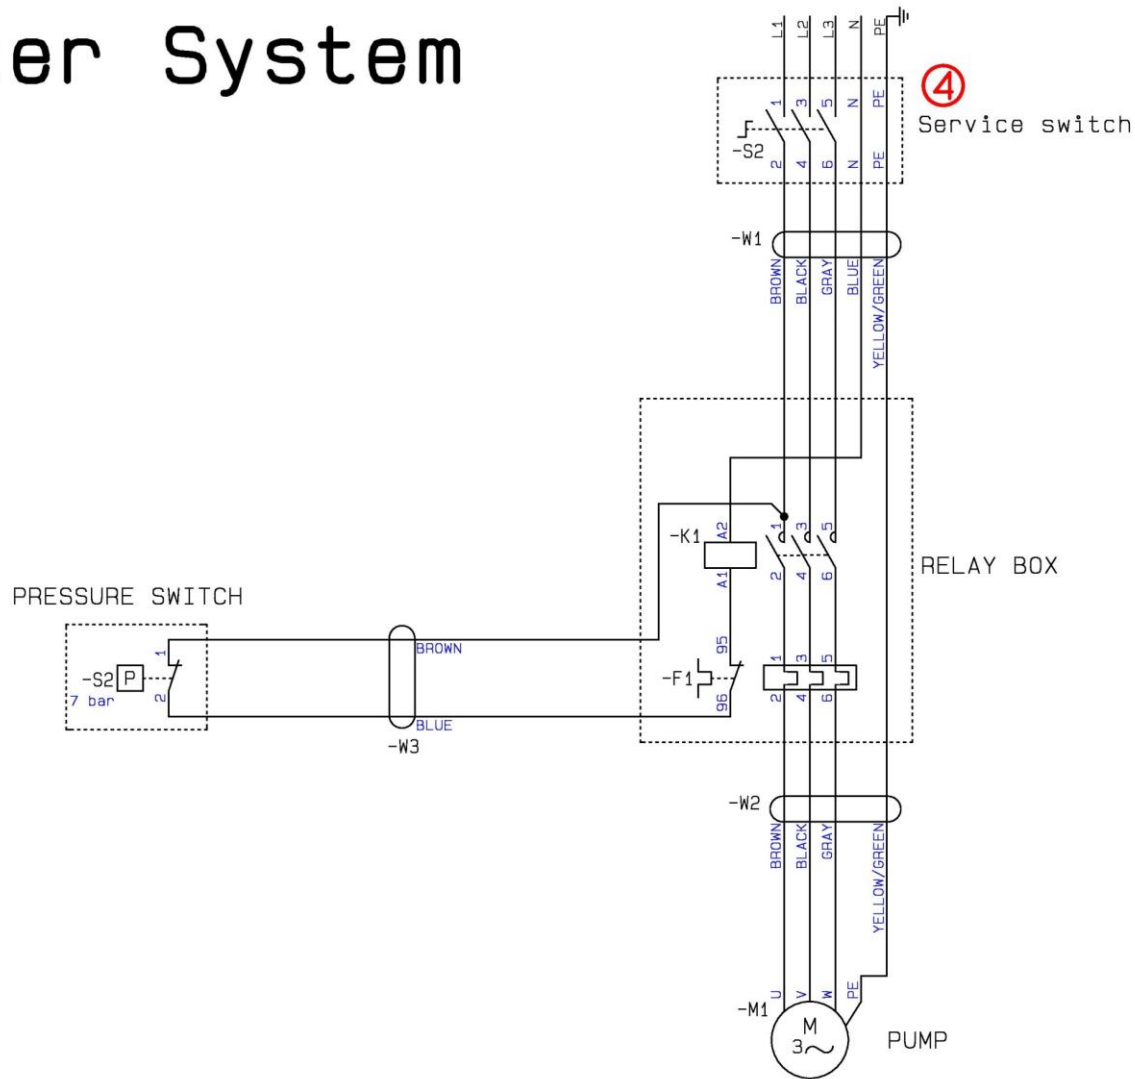 er System
L1 L2 L3 N PE
4
Service switch
1 3 5 N PE
-S2
2 4 6 N PE
-W1
BROWN BLACK GRAY BLUE YELLOW/GREEN
-K1 A2 1 3 5
A1 2 4 6
RELAY BOX
PRESSURE SWITCH
1
-S2 P
7 bar 2
BROWN
BLUE
-W3
95 1 3 5
-F1
96 2 4 6
-W2
BROWN BLACK GRAY YELLOW/GREEN
-M1 U V W PE
M
3~
PUMP